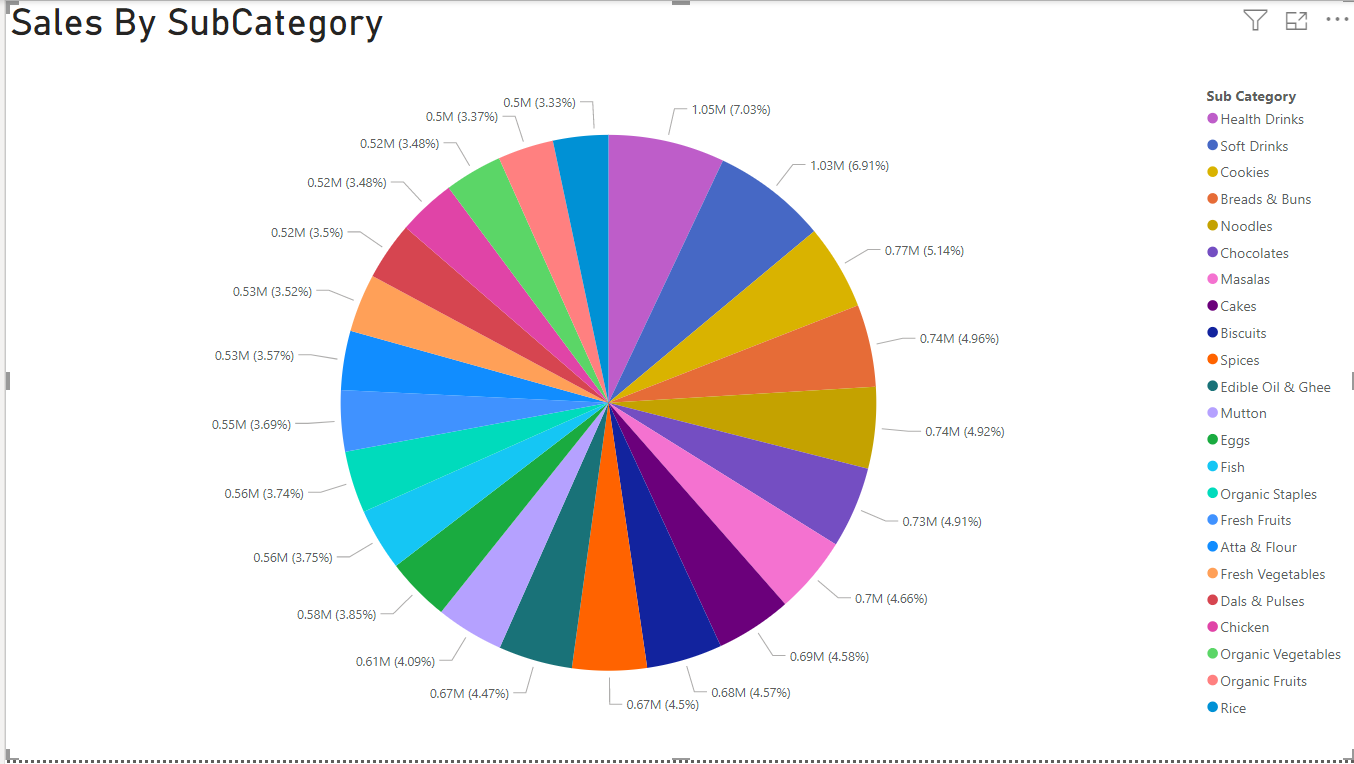 Sales By SubCategory
1.05M (7.03%)
1.03M (6.91%)
0.77M (5.14%)
0.74M (4.96%)
0.74M (4.92%)
0.73M (4.91%)
0.7M (4.66%)
0.69M (4.58%)
0.68M (4.57%)
0.67M (4.5%)
0.67M (4.47%)
0.61M (4.09%)
0.58M (3.85%)
0.56M (3.75%)
0.56M (3.74%)
0.55M (3.69%)
0.53M (3.57%)
0.53M (3.52%)
0.52M (3.5%)
0.52M (3.48%)
0.52M (3.48%)
0.5M (3.37%)
0.5M (3.33%)
Sub Category
Health Drinks
Soft Drinks
Cookies
Breads & Buns
Noodles
Chocolates
Masalas
Cakes
Biscuits
Spices
Edible Oil & Ghee
Mutton
Eggs
Fish
Organic Staples
Fresh Fruits
Atta & Flour
Fresh Vegetables
Dals & Pulses
Chicken
Organic Vegetables
Organic Fruits
Rice